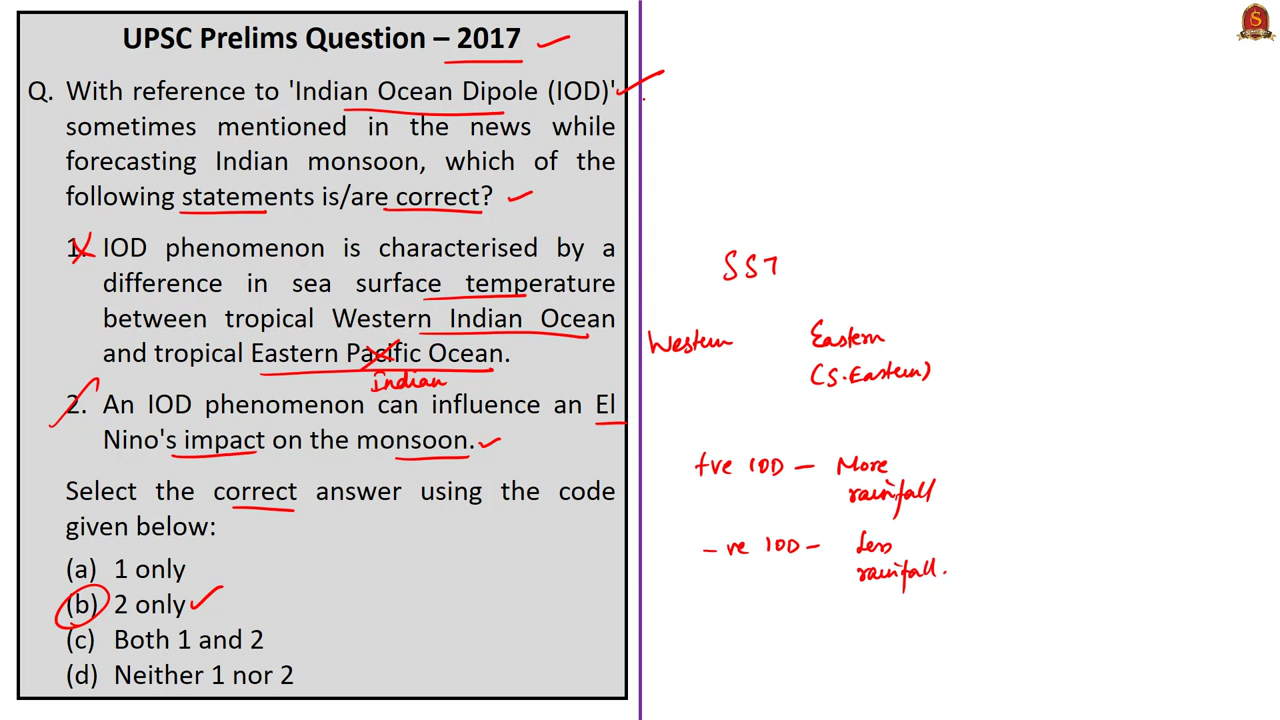 UPSC Prelims Question – 2017
Q. With reference to 'Indian Ocean Dipole (IOD)'
sometimes mentioned in the news while
forecasting Indian monsoon, which of the
following statements is/are correct?
1. IOD phenomenon is characterised by a
difference in sea surface temperature
between tropical Western Indian Ocean
and tropical Eastern Pacific Ocean.
Indian
2. An IOD phenomenon can influence an El
Nino's impact on the monsoon.
Select the correct answer using the code
given below:
(a) 1 only
(b) 2 only
(c) Both 1 and 2
(d) Neither 1 nor 2
SST
Western Eastern
(S.Eastern)
+ve IOD – More
rainfall
-ve IOD – Less
rainfall.
S